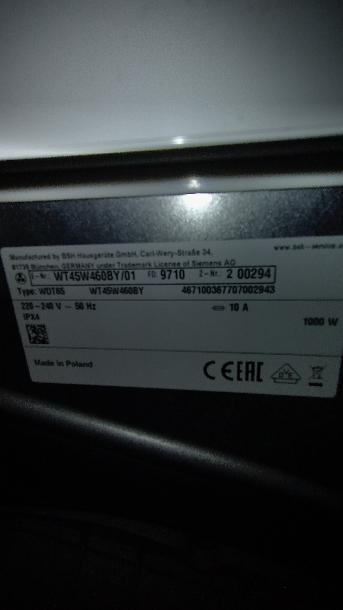 Manufactured by BSH Hausgeräte GmbH, Carl-Wery-Straße 34,
81739 München, GERMANY under Trademark License of Siemens AG
E-Nr. WT45W460BY/01 FD 9710 Z-Nr. 2 00294
Type: WDT65 WT45W460BY 467100367707002943
220 - 240 V ~ 50 Hz 10 A
IPX4 1000 W
Made in Poland CE EAC